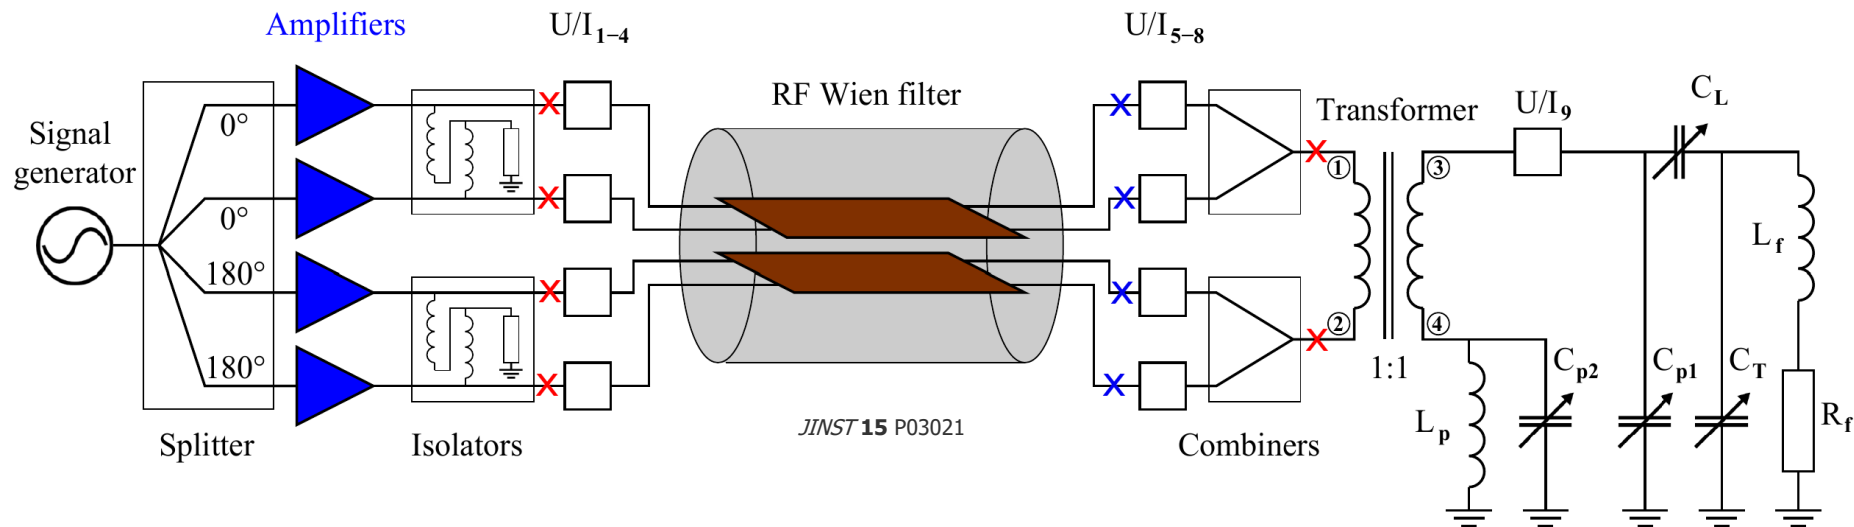 Amplifiers
U/I1–4
U/I5–8
RF Wien filter
Transformer
U/I9
CL
Signal
generator
0°
0°
180°
180°
①
②
③
④
1:1
Lf
Cp2
Cp1
CT
Lp
Rf
JINST 15 P03021
Splitter
Isolators
Combiners